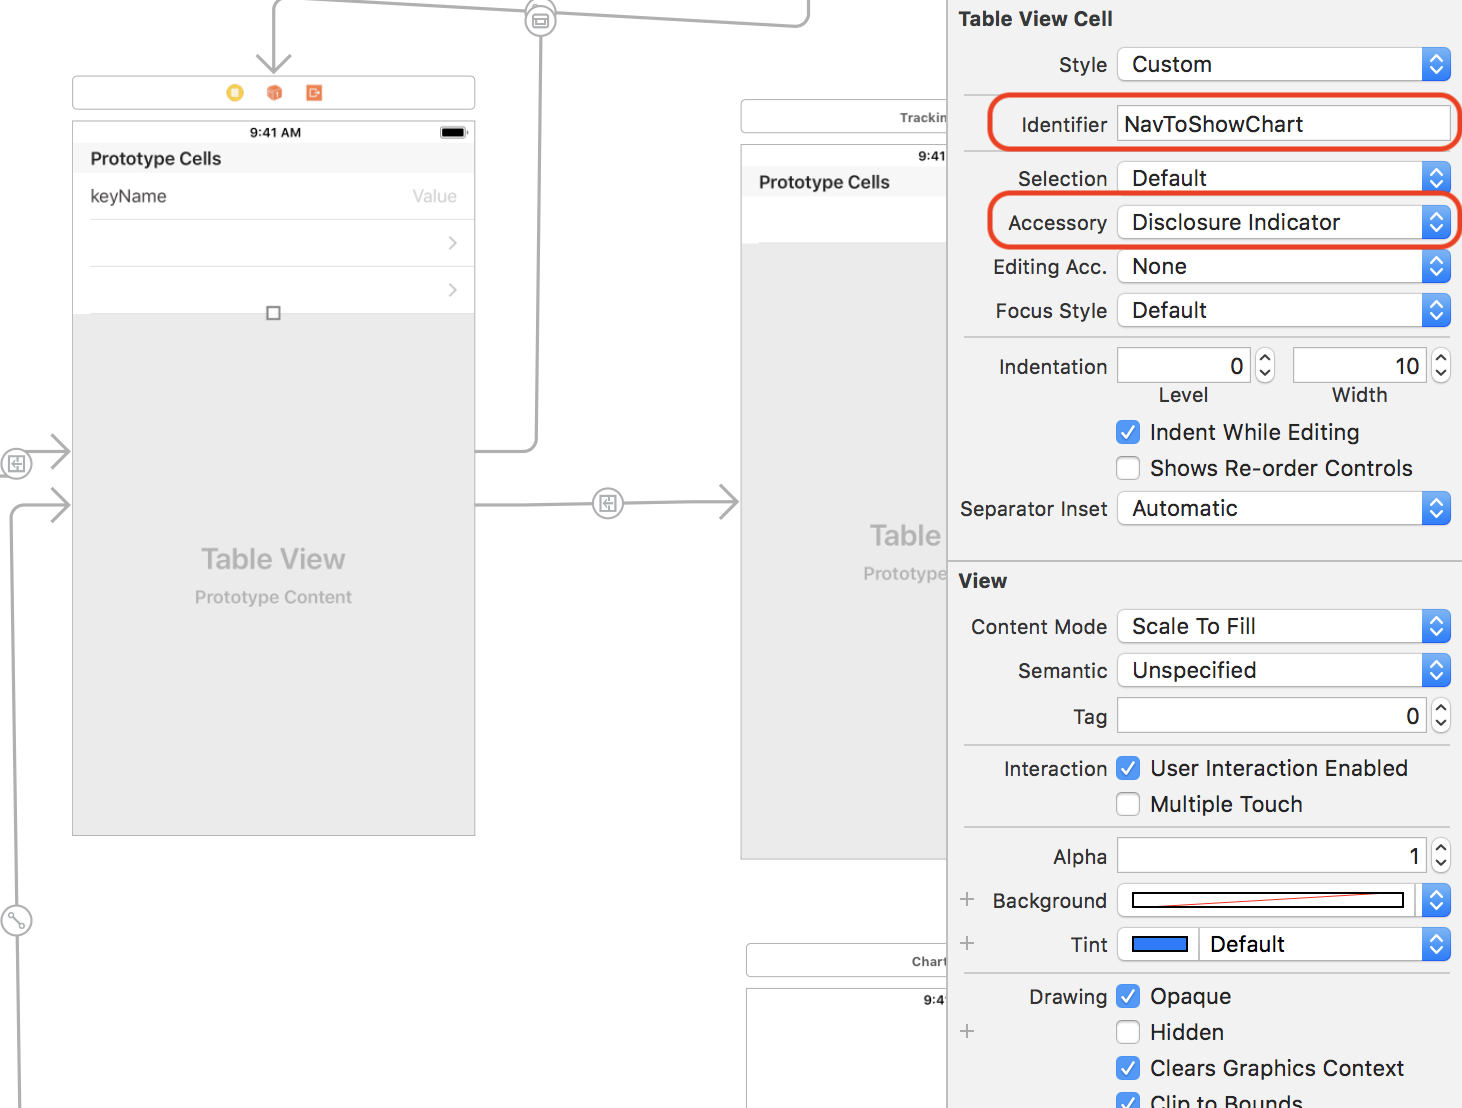 9:41 AM
Prototype Cells
keyName
Value
Table View
Prototype Content
Trackin
9:41
Prototype Cells
Table
Prototype
Chart
9:4
Table View Cell
Style
Custom
Identifier
NavToShowChart
Selection
Default
Accessory
Disclosure Indicator
Editing Acc.
None
Focus Style
Default
Indentation
0
10
Level
Width
Indent While Editing
Shows Re-order Controls
Separator Inset
Automatic
View
Content Mode
Scale To Fill
Semantic
Unspecified
Tag
0
Interaction
User Interaction Enabled
Multiple Touch
Alpha
1
Background
Tint
Default
Drawing
Opaque
Hidden
Clears Graphics Context
Clip to Bounds